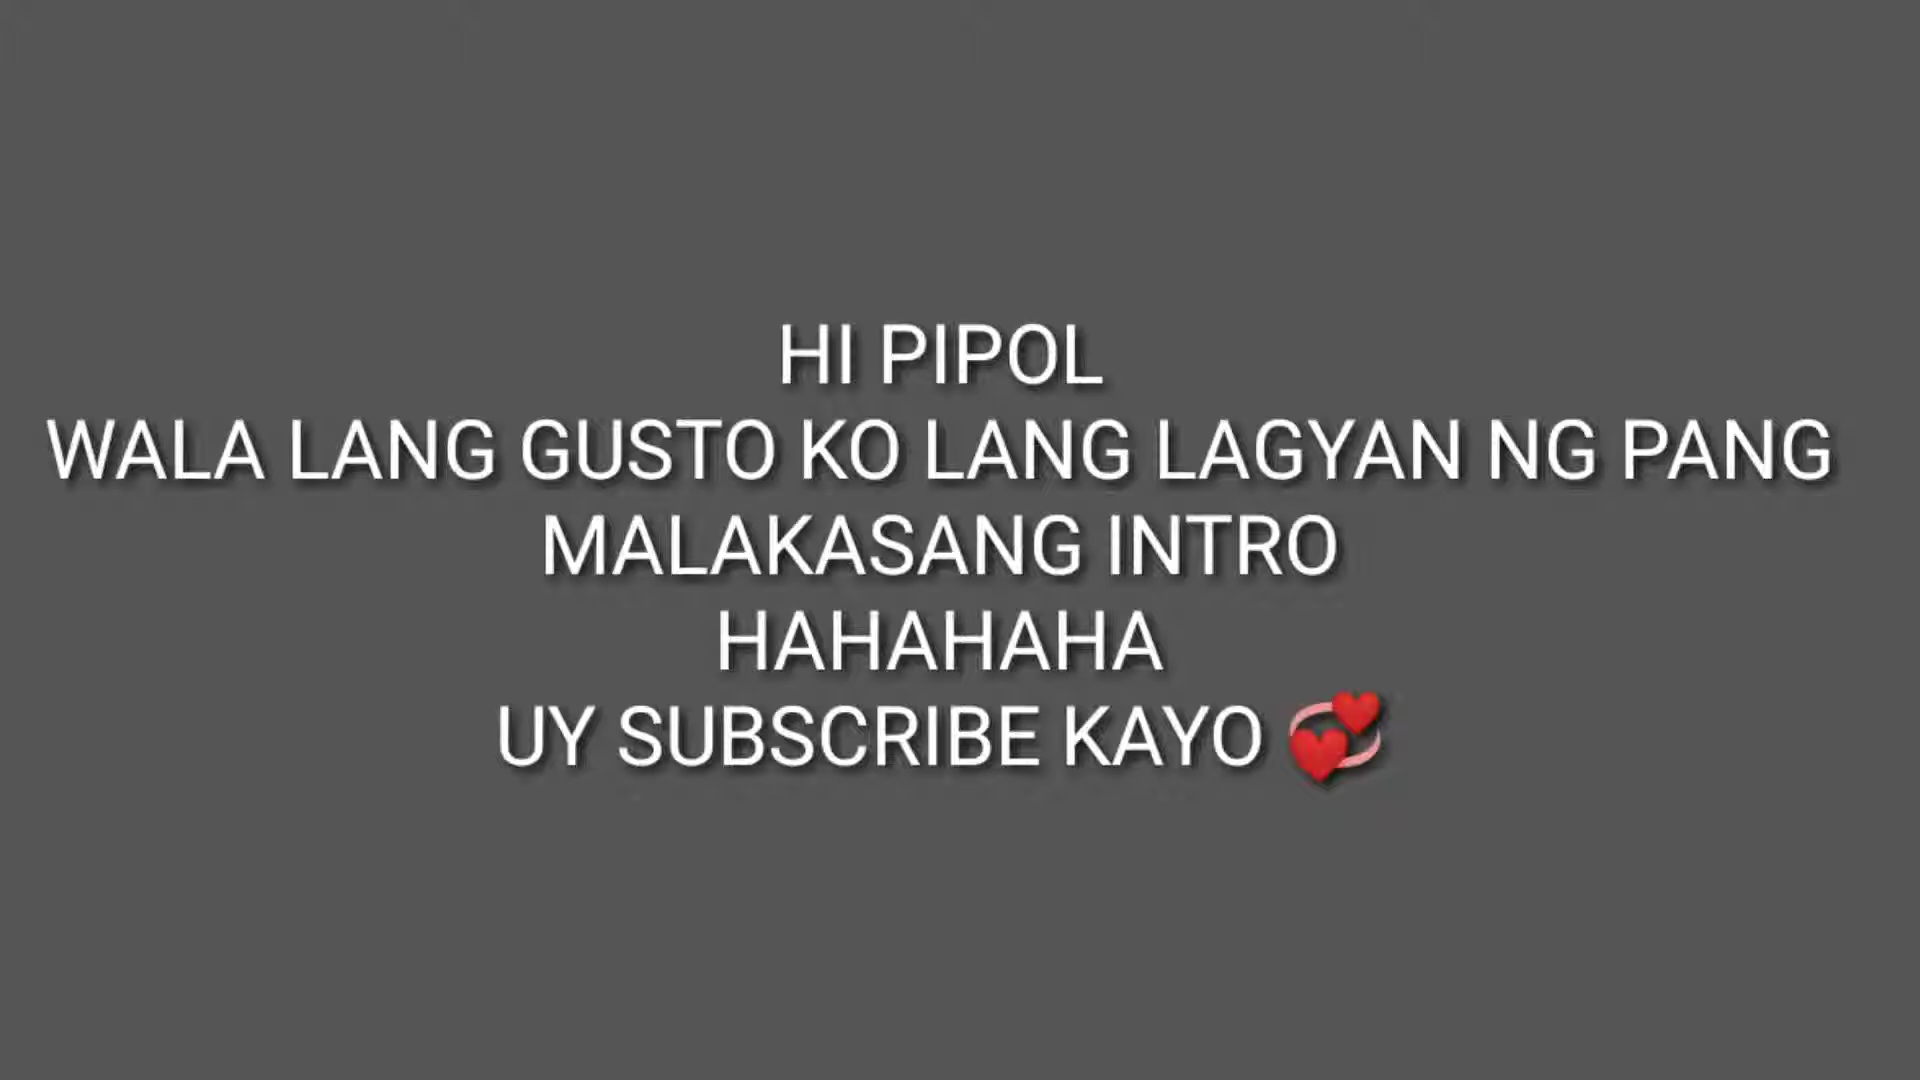 HI PIPOL
WALA LANG GUSTO KO LANG LAGYAN NG PANG
MALAKASANG INTRO
HAHAHAHA
UY SUBSCRIBE KAYO 💞